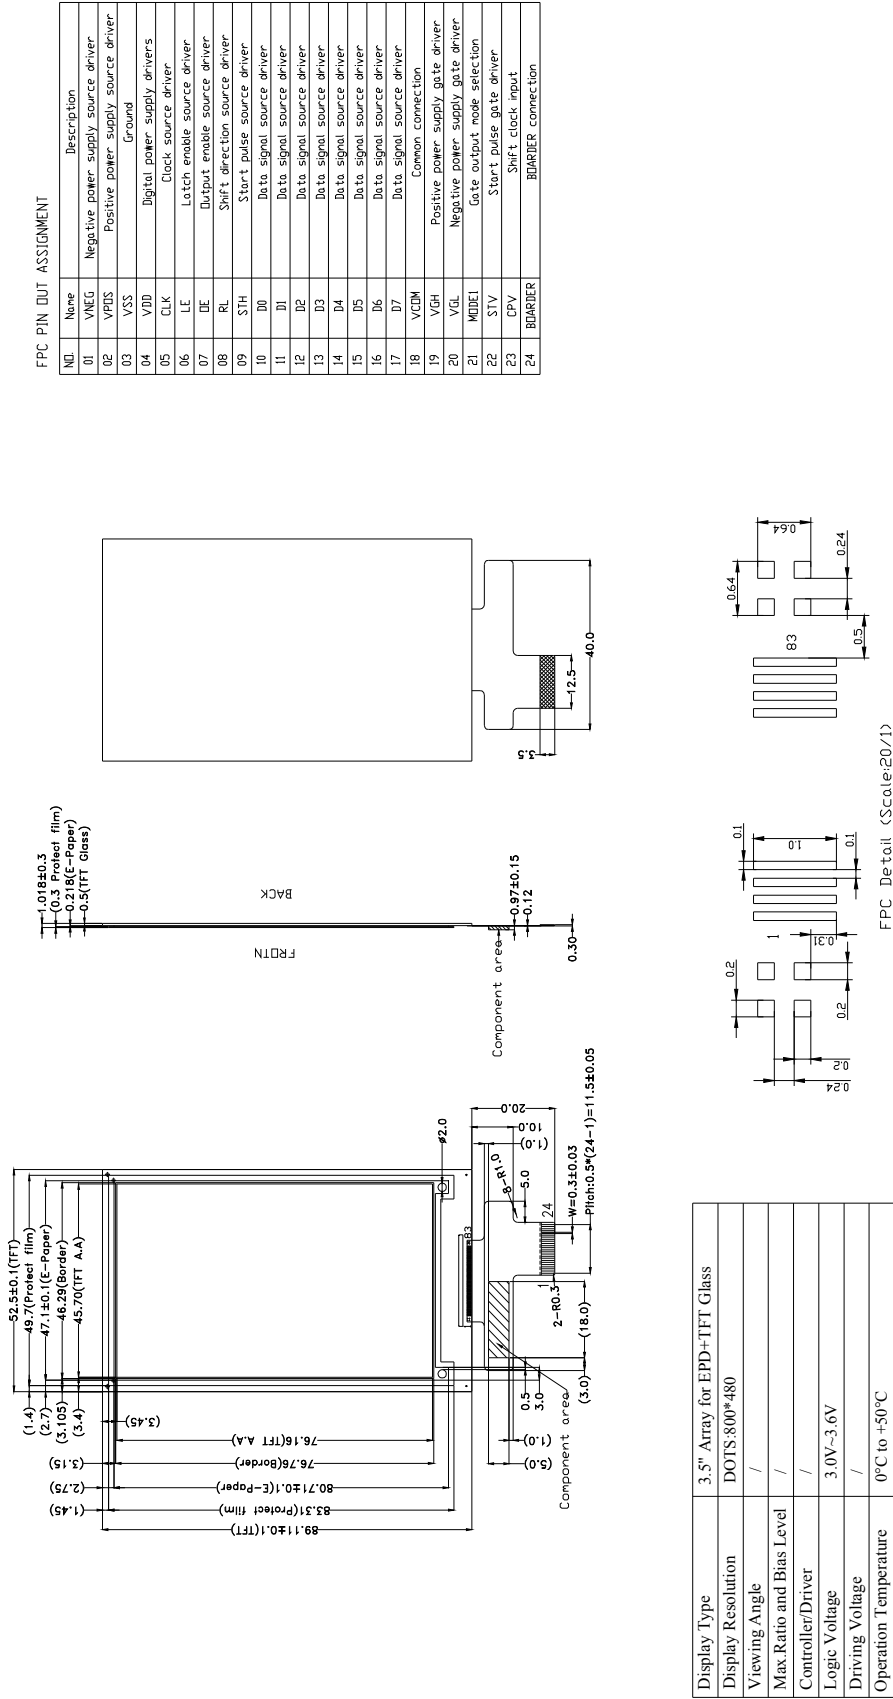 FPC PIN OUT ASSIGNMENT
NO. Name Description
01 VNEG Negative power supply source driver
02 VPOS Positive power supply source driver
03 VSS Ground
04 VDD Digital power supply drivers
05 CLK Clock source driver
06 LE Latch enable source driver
07 OE Output enable source driver
08 RL Shift direction source driver
09 STH Start pulse source driver
10 D0 Data signal source driver
11 D1 Data signal source driver
12 D2 Data signal source driver
13 D3 Data signal source driver
14 D4 Data signal source driver
15 D5 Data signal source driver
16 D6 Data signal source driver
17 D7 Data signal source driver
18 VCOM Common connection
19 VGH Positive power supply gate driver
20 VGL Negative power supply gate driver
21 MODE1 Gate output mode selection
22 STV Start pulse gate driver
23 CPV Shift clock input
24 BOARDER BOARDER connection
40.0
12.5
3.5
1.018±0.3
(0.3 Protect film)
0.218(E-Paper)
0.5(TFT Glass)
BACK
FROTN
0.97±0.15
0.12
0.30
Component area
52.5±0.1(TFT)
49.7(Protect film)
47.1±0.1(E-Paper)
46.29(Border)
45.70(TFT A.A)
(1.4)
(2.7)
(3.105)
(3.4)
(3.45)
(3.15)
(2.75)
(1.45)
76.16(TFT A.A)
76.76(Border)
80.71±0.1(E-Paper)
83.31(Protect film)
89.11±0.1(TFT)
ø2.0
20.0
10.0
(1.0)
8-R1.0
5.0
83
W=0.3±0.03
Pitch:0.5*(24-1)=11.5±0.05
1
24
2-R0.3
(18.0)
(3.0)
0.5
3.0
(1.0)
(5.0)
Component area
0.64
0.64
0.24
0.5
83
0.1
1.0
0.1
1
0.31
0.2
0.2
0.2
0.24
FPC Detail (Scale:20/1)
Display Type 3.5" Array for EPD+TFT Glass
Display Resolution DOTS:800*480
Viewing Angle /
Max.Ratio and Bias Level /
Controller/Driver /
Logic Voltage 3.0V~3.6V
Driving Voltage /
Operation Temperature 0°C to +50°C